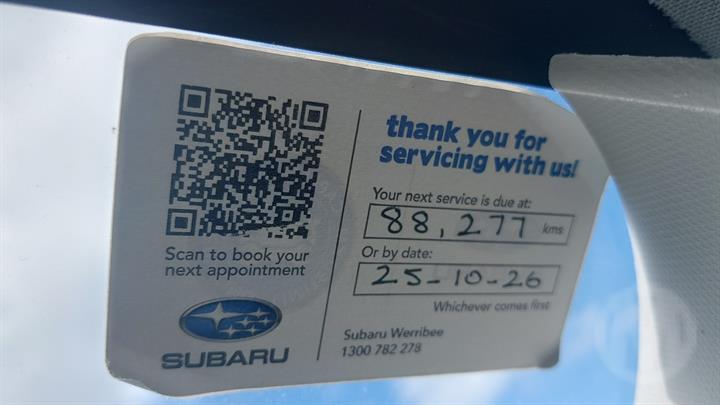 Scan to book your
next appointment
SUBARU
thank you for
servicing with us!
Your next service is due at:
88,277 kms
Or by date:
25-10-26
Whichever comes first
Subaru Werribee
1300 782 278